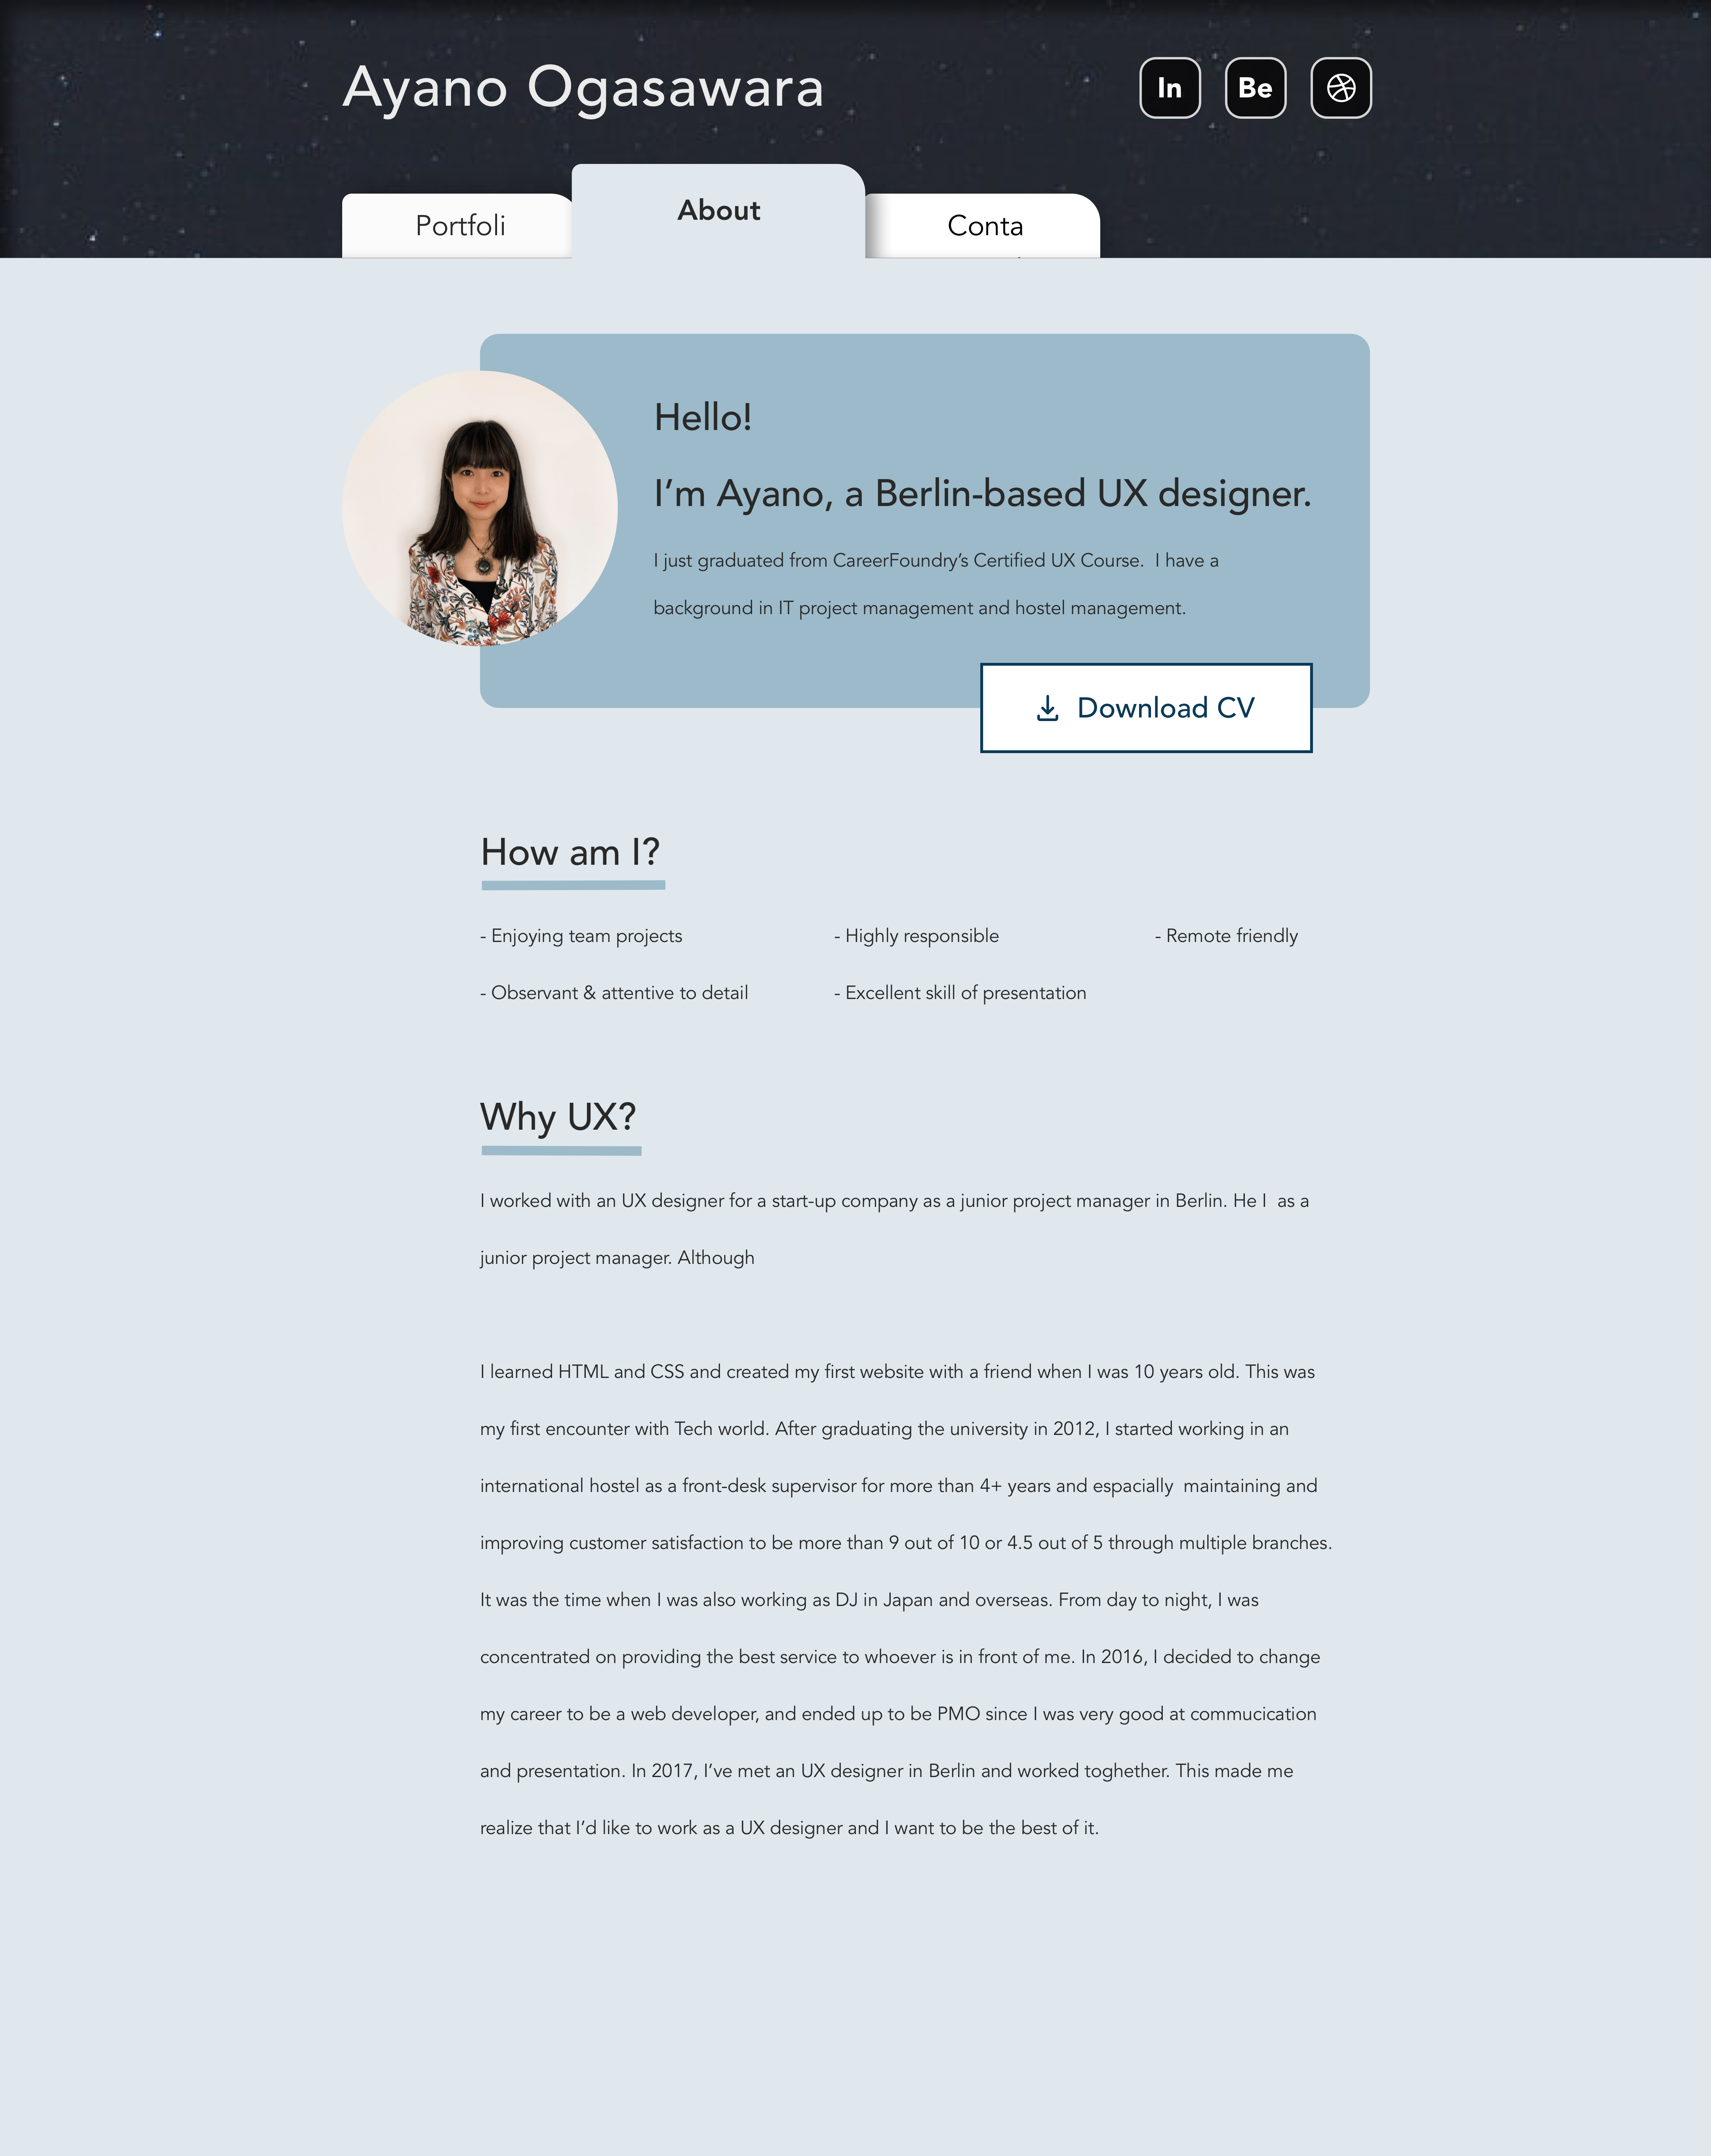 Ayano Ogasawara
In
Be
Portfoli
About
Conta
Hello!
I’m Ayano, a Berlin-based UX designer.
I just graduated from CareerFoundry’s Certified UX Course.  I have a
background in IT project management and hostel management.
Download CV
How am I?
- Enjoying team projects
- Highly responsible
- Remote friendly
- Observant & attentive to detail
- Excellent skill of presentation
Why UX?
I worked with an UX designer for a start-up company as a junior project manager in Berlin. He I  as a
junior project manager. Although
I learned HTML and CSS and created my first website with a friend when I was 10 years old. This was
my first encounter with Tech world. After graduating the university in 2012, I started working in an
international hostel as a front-desk supervisor for more than 4+ years and espacially  maintaining and
improving customer satisfaction to be more than 9 out of 10 or 4.5 out of 5 through multiple branches.
It was the time when I was also working as DJ in Japan and overseas. From day to night, I was
concentrated on providing the best service to whoever is in front of me. In 2016, I decided to change
my career to be a web developer, and ended up to be PMO since I was very good at commucication
and presentation. In 2017, I’ve met an UX designer in Berlin and worked toghether. This made me
realize that I’d like to work as a UX designer and I want to be the best of it.